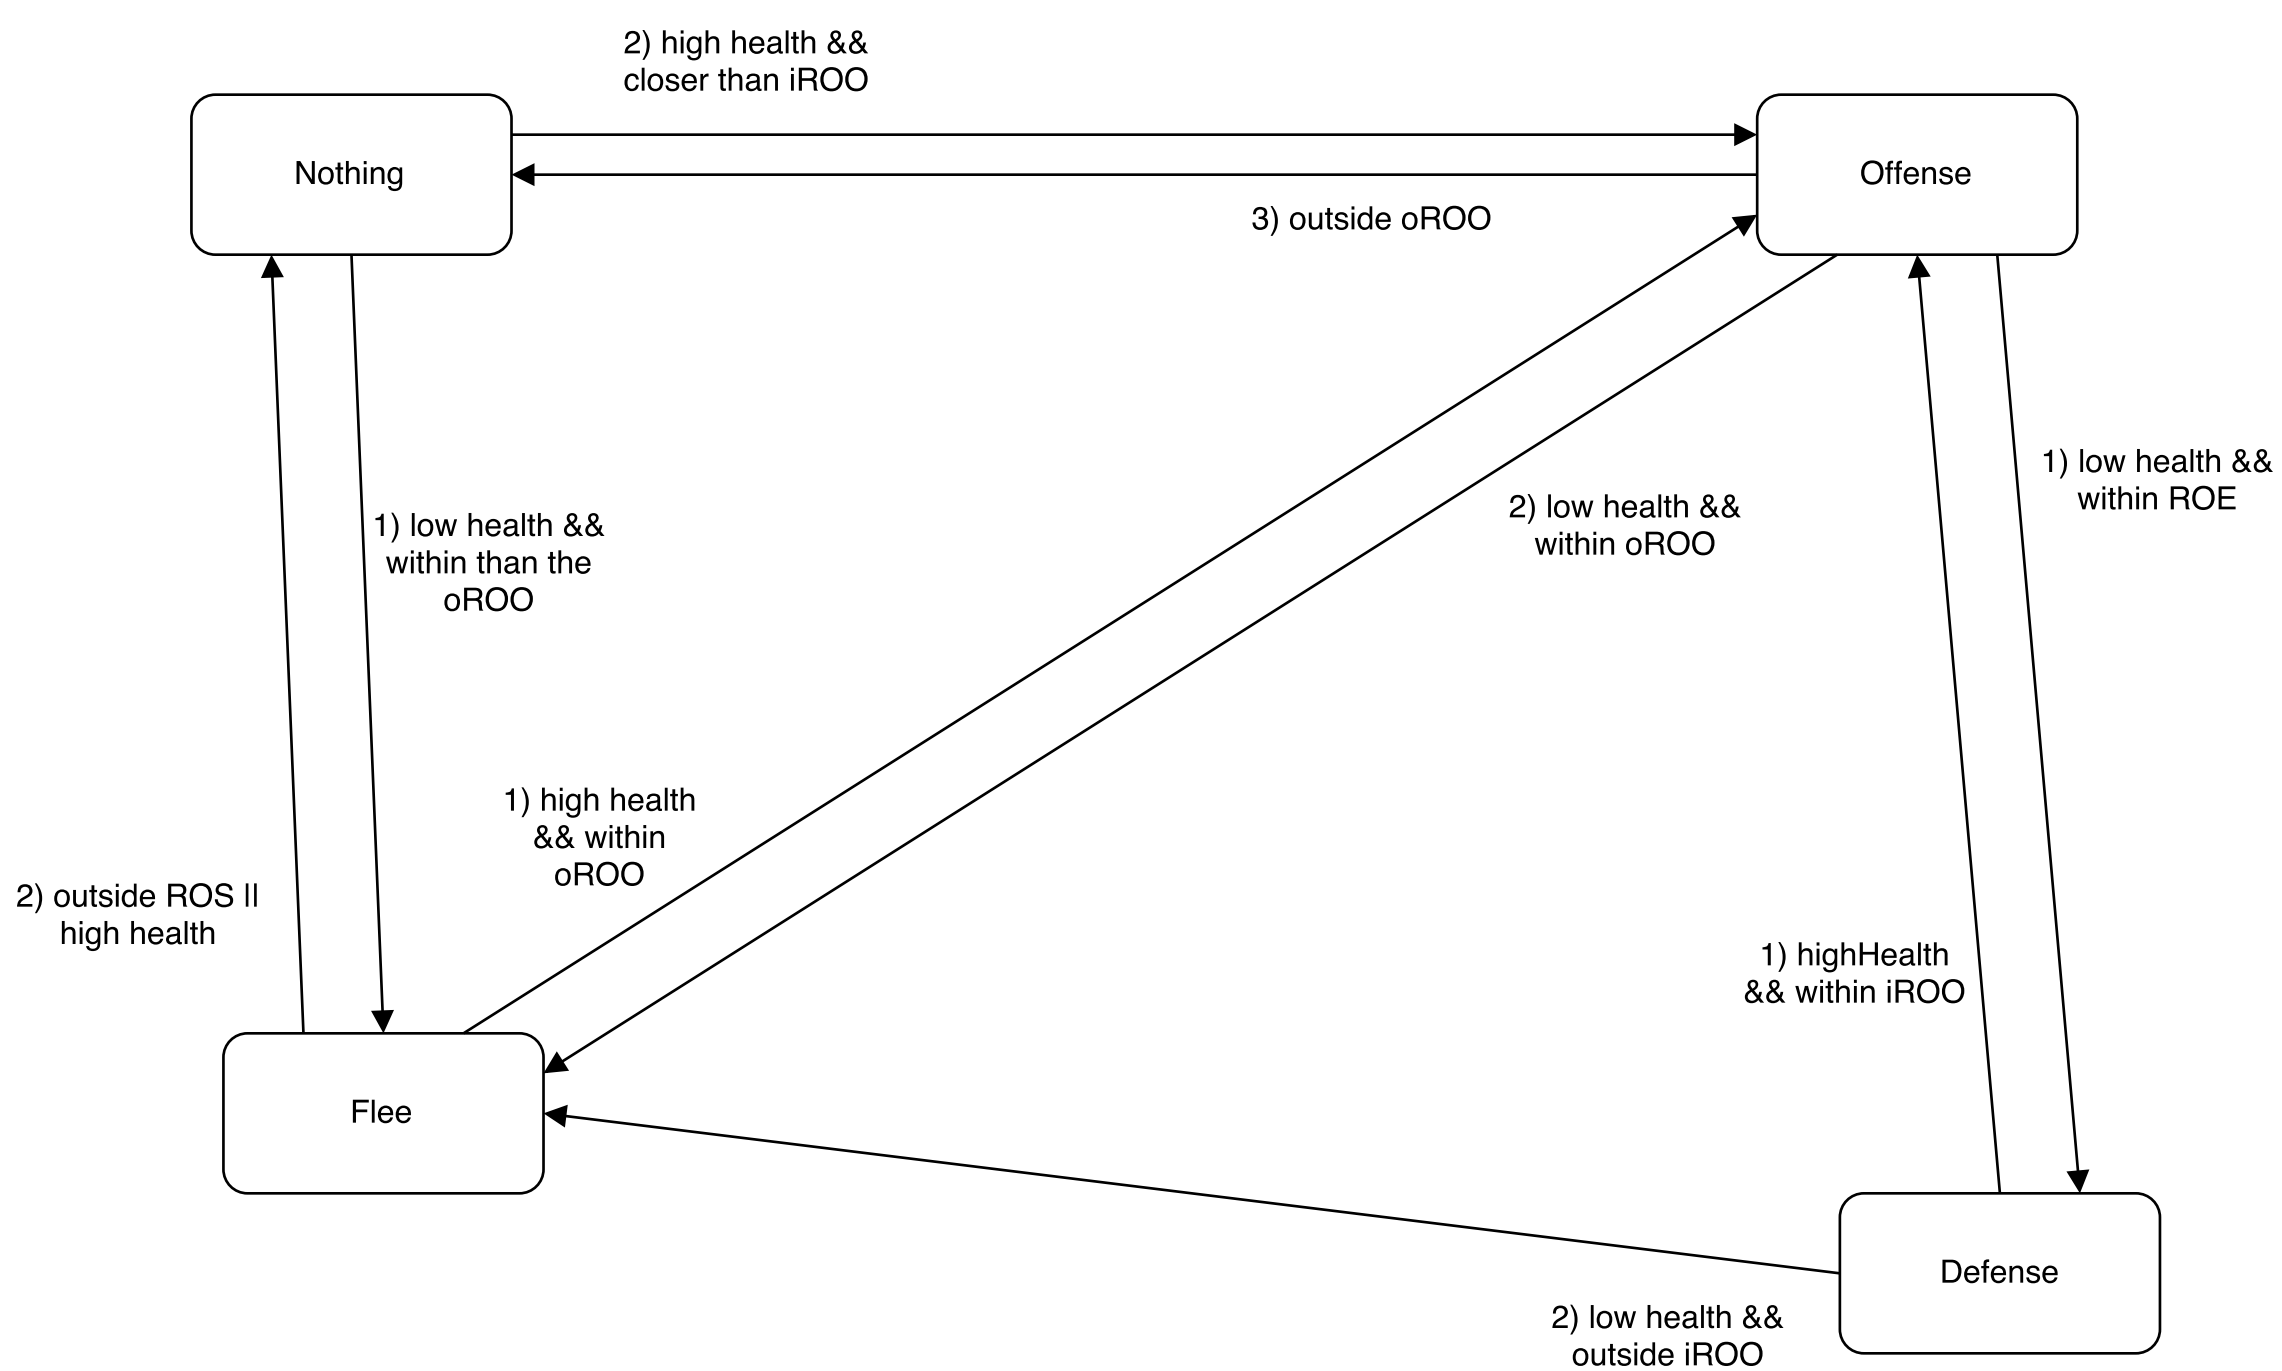 2) high health &&
closer than iROO
Nothing
Offense
3) outside oROO
1) low health &&
within ROE
2) low health &&
within oROO
1) low health &&
within than the
oROO
1) high health
&& within
oROO
2) outside ROS ||
high health
1) highHealth
&& within iROO
Flee
Defense
2) low health &&
outside iROO